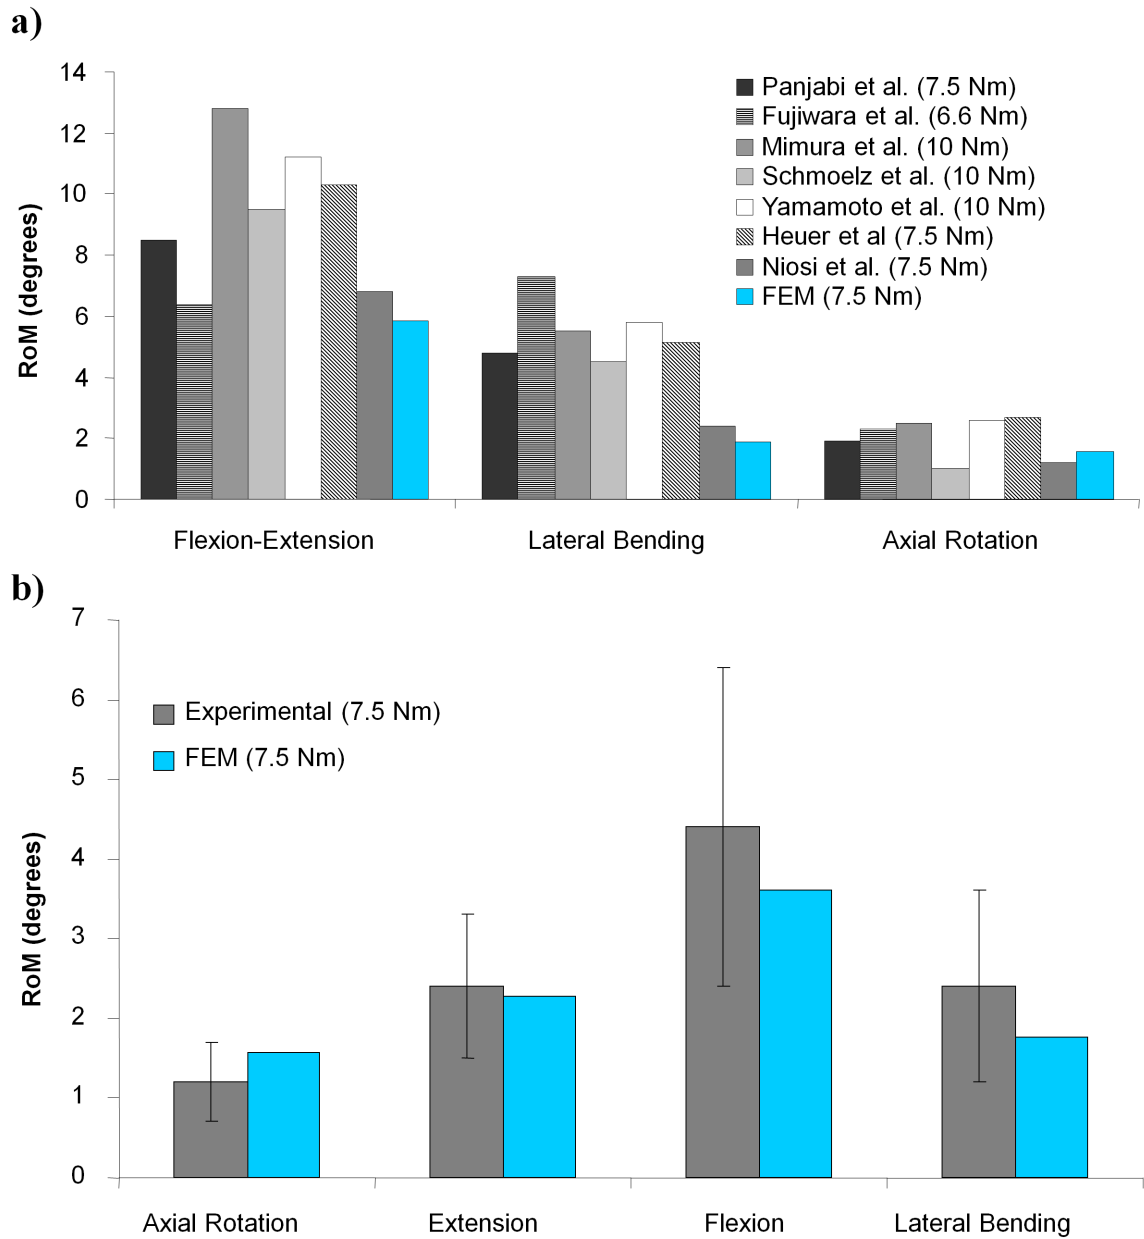 a)
14
12
10
8
6
4
2
0
RoM (degrees)
Panjabi et al. (7.5 Nm)
Fujiwara et al. (6.6 Nm)
Mimura et al. (10 Nm)
Schmoelz et al. (10 Nm)
Yamamoto et al. (10 Nm)
Heuer et al (7.5 Nm)
Niosi et al. (7.5 Nm)
FEM (7.5 Nm)
Flexion-Extension Lateral Bending Axial Rotation
b)
7
6
5
4
3
2
1
0
RoM (degrees)
Experimental (7.5 Nm)
FEM (7.5 Nm)
Axial Rotation Extension Flexion Lateral Bending